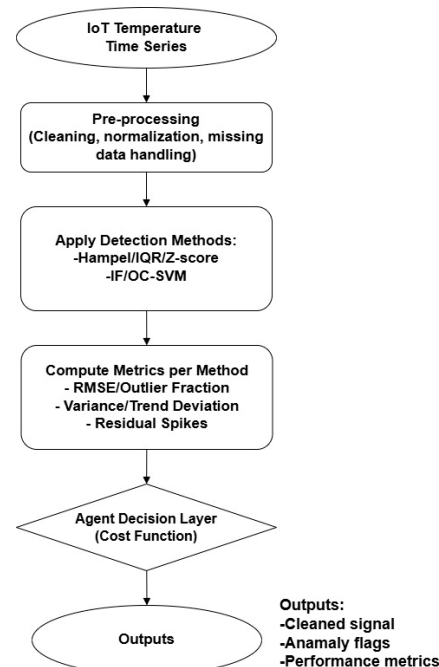 IoT Temperature
Time Series
Pre-processing
(Cleaning, normalization, missing
data handling)
Apply Detection Methods:
-Hampel/IQR/Z-score
-IF/OC-SVM
Compute Metrics per Method
- RMSE/Outlier Fraction
- Variance/Trend Deviation
- Residual Spikes
Agent Decision Layer
(Cost Function)
Outputs
Outputs:
-Cleaned signal
-Anamaly flags
-Performance metrics